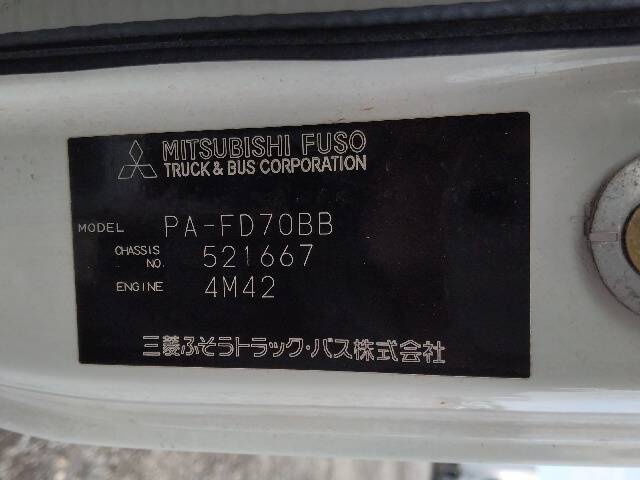 MITSUBISHI FUSO
TRUCK & BUS CORPORATION
MODEL PA-FD70BB
CHASSIS NO. 521667
ENGINE 4M42
三菱ふそうトラック・バス株式会社